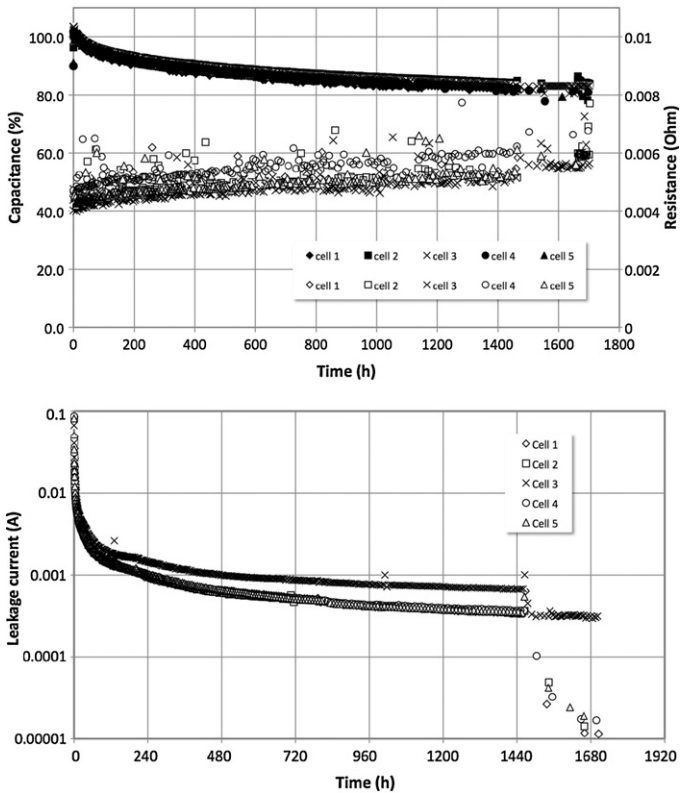 100.0
80.0
60.0
40.0
20.0
0.0
Capacitance (%)
0.01
0.008
0.006
0.004
0.002
0
Resistance (Ohm)
cell 1 cell 2 cell 3 cell 4 cell 5
cell 1 cell 2 cell 3 cell 4 cell 5
0 200 400 600 800 1000 1200 1400 1600 1800
Time (h)
0.1
0.01
0.001
0.0001
0.00001
Leakage current (A)
Cell 1
Cell 2
Cell 3
Cell 4
Cell 5
0 240 480 720 960 1200 1440 1680 1920
Time (h)